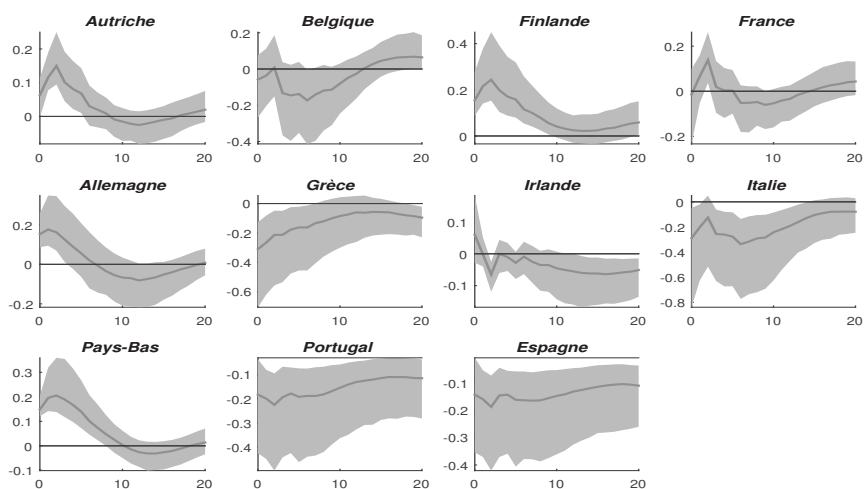 Autriche Belgique Finlande France
0.2 0.2 0.4 0.2
0.1 0 0.2 0
0 -0.2 0 -0.2
-0.4
0 10 20 0 10 20 0 10 20 0 10 20
Allemagne Grèce Irlande Italie
0.2 0 0.1 0
0 -0.2 0 -0.2
-0.2 -0.4 -0.1 -0.4
-0.6 -0.6
-0.8
0 10 20 0 10 20 0 10 20 0 10 20
Pays-Bas Portugal Espagne
0.3 -0.1 -0.1
0.2 -0.2 -0.2
0.1 -0.3 -0.3
0 -0.4 -0.4
-0.1
0 10 20 0 10 20 0 10 20